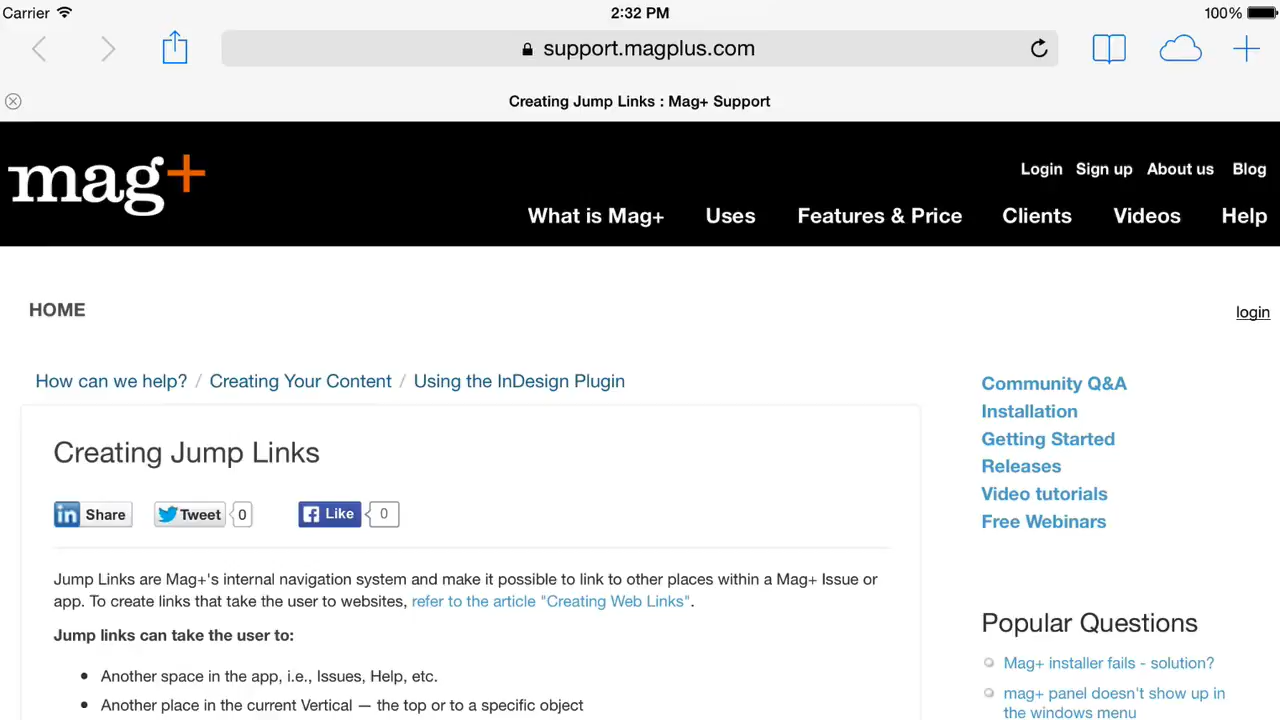 Carrier 2:32 PM 100%
support.magplus.com
Creating Jump Links : Mag+ Support
mag+
Login Sign up About us Blog
What is Mag+ Uses Features & Price Clients Videos Help
HOME
login
How can we help? / Creating Your Content / Using the InDesign Plugin
Creating Jump Links
in Share Tweet 0 Like 0
Jump Links are Mag+'s internal navigation system and make it possible to link to other places within a Mag+ Issue or
app. To create links that take the user to websites, refer to the article "Creating Web Links".
Jump links can take the user to:
• Another space in the app, i.e., Issues, Help, etc.
• Another place in the current Vertical — the top or to a specific object
Community Q&A
Installation
Getting Started
Releases
Video tutorials
Free Webinars
Popular Questions
Mag+ installer fails - solution?
mag+ panel doesn't show up in
the windows menu